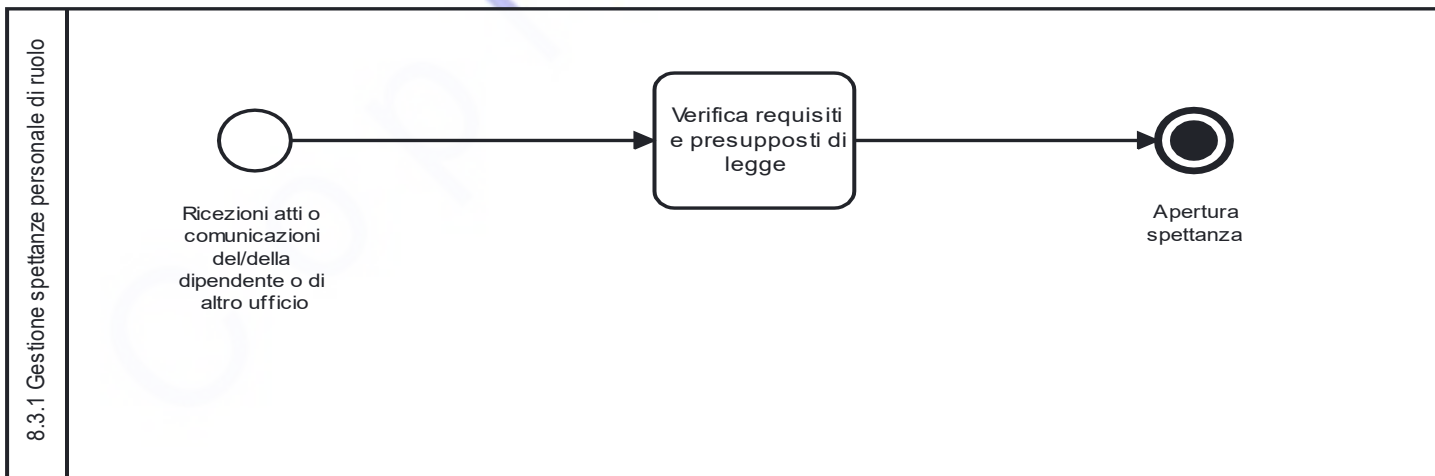 8.3.1 Gestione spettanze personale di ruolo
Verifica requisiti
e presupposti di
legge
Ricezioni atti o
comunicazioni
del/della
dipendente o di
altro ufficio
Apertura
spettanza